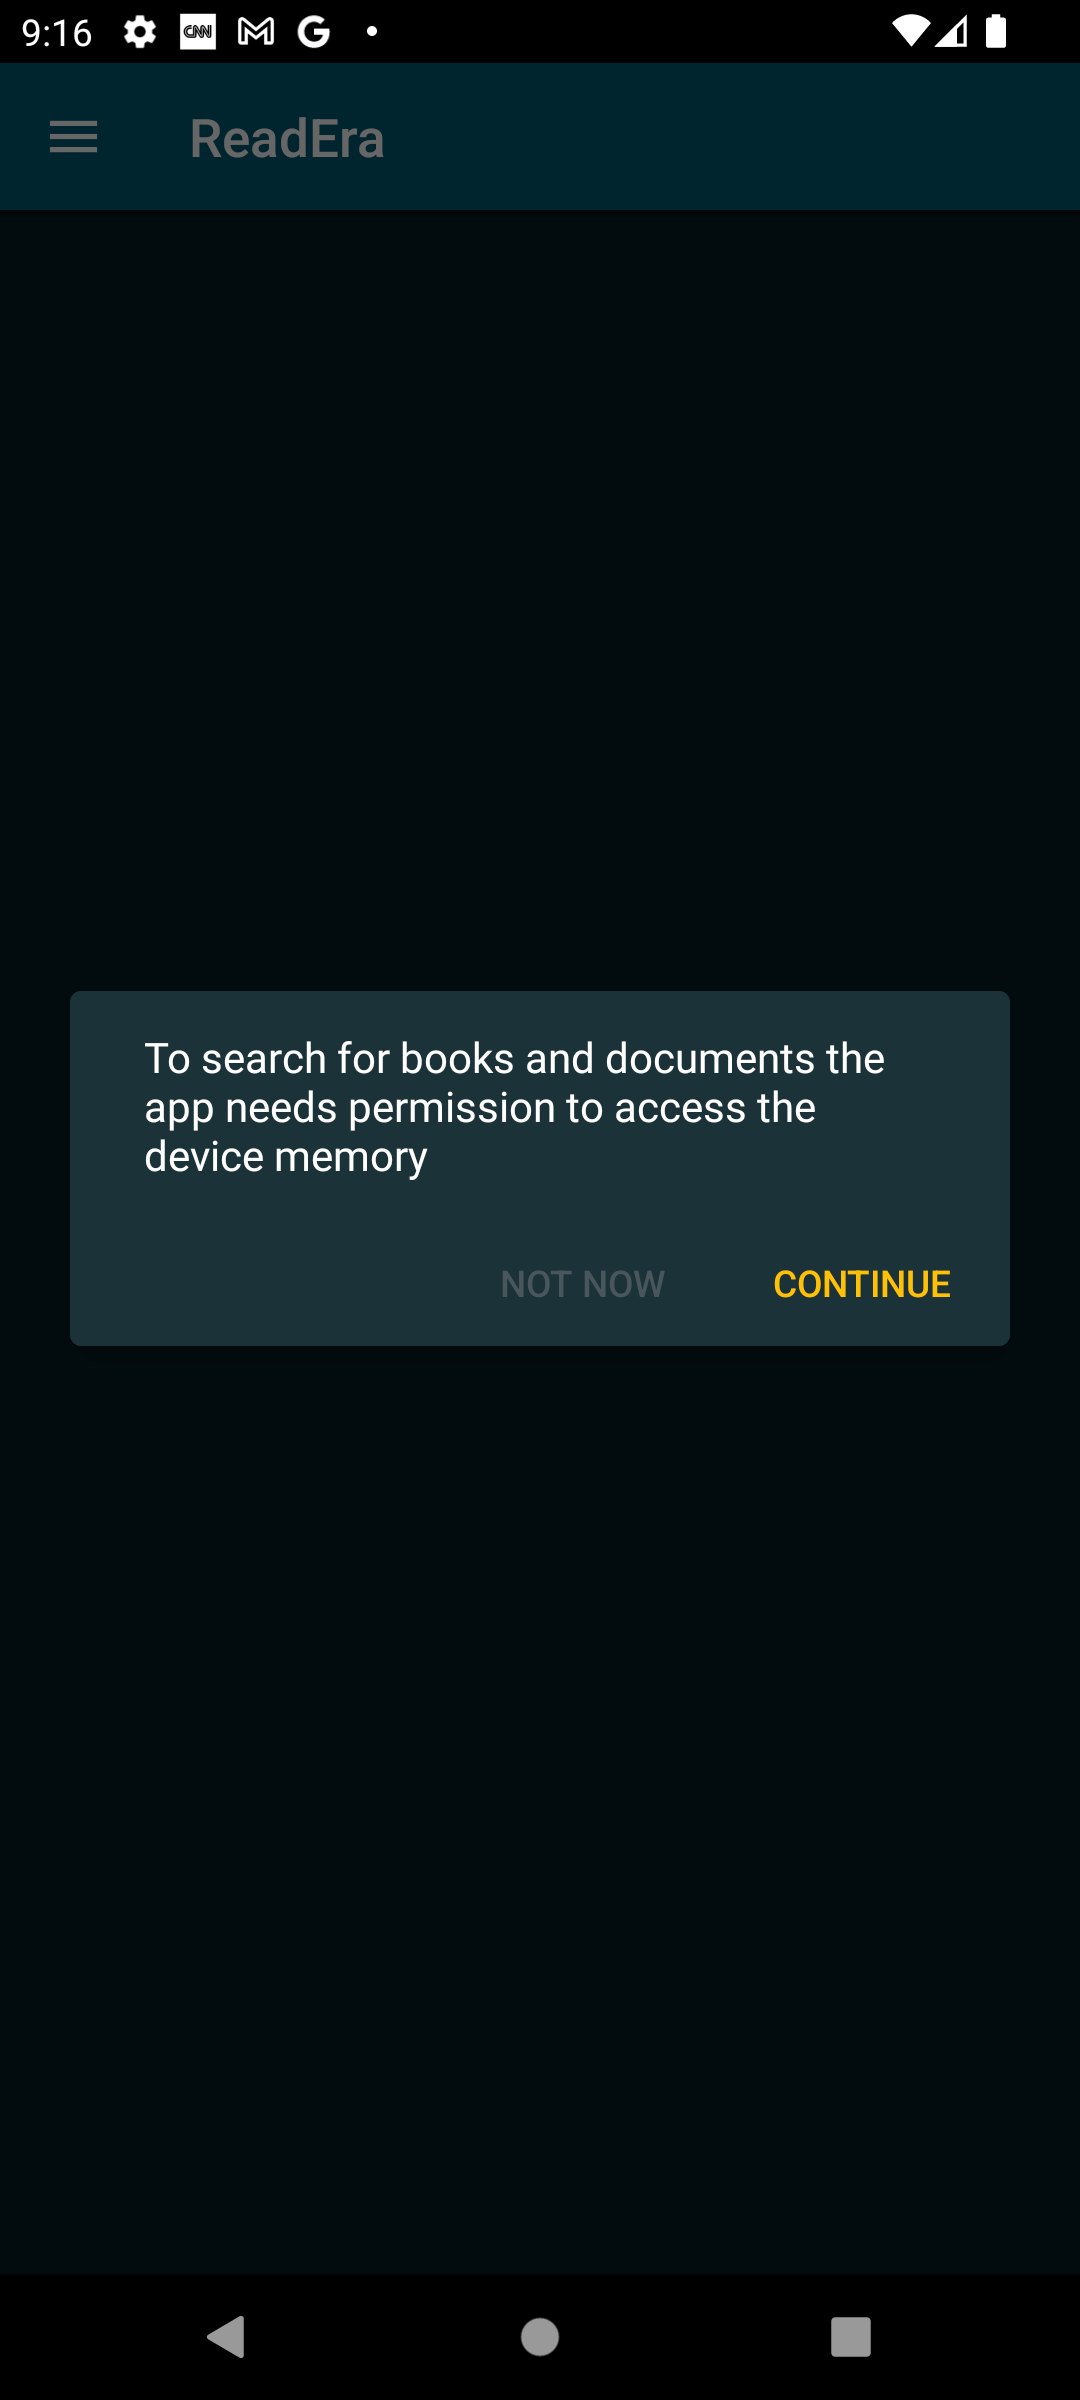 9:16 CNN
ReadEra
To search for books and documents the
app needs permission to access the
device memory
NOT NOW CONTINUE